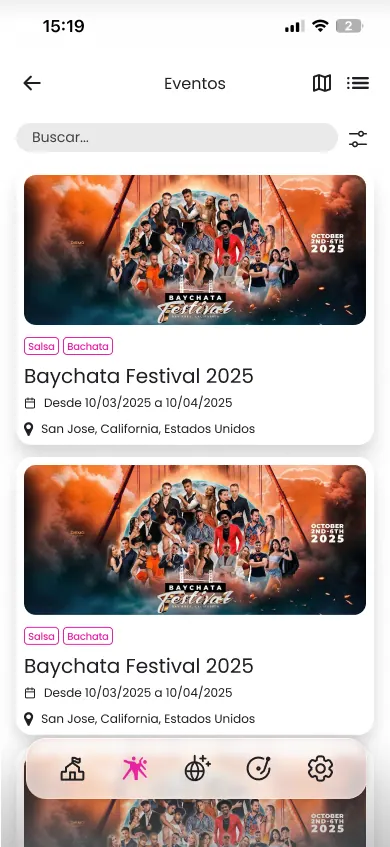 15:19
2
Eventos
Buscar...
OCTOBER
2ND-6TH
2025
BAYCHATA
Festival
Salsa
Bachata
Baychata Festival 2025
Desde 10/03/2025 a 10/04/2025
San Jose, California, Estados Unidos
OCTOBER
2ND-6TH
2025
BAYCHATA
Festival
Salsa
Bachata
Baychata Festival 2025
Desde 10/03/2025 a 10/04/2025
San Jose, California, Estados Unidos
OCTOBER
2ND-6TH
2025